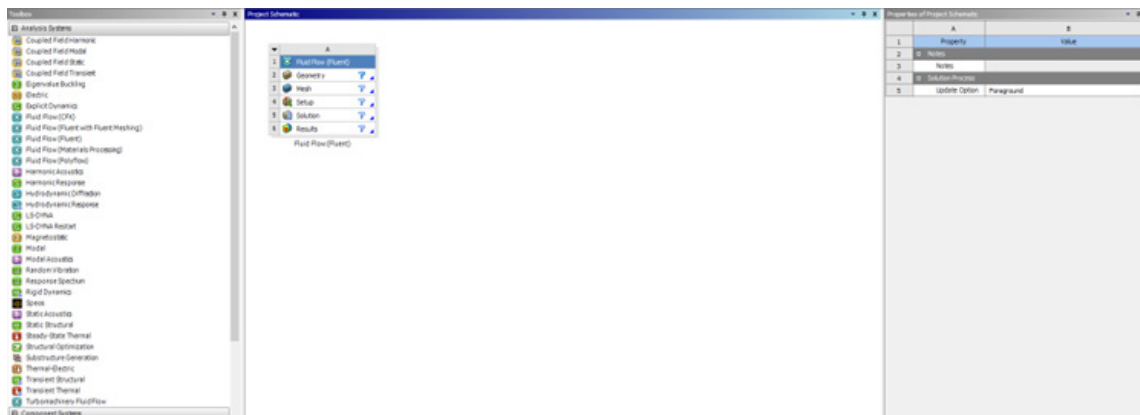 Toolbox
Analysis Systems
Coupled Field Harmonic
Coupled Field Modal
Coupled Field Static
Coupled Field Transient
Eigenvalue Buckling
Electric
Explicit Dynamics
Fluid Flow (CFX)
Fluid Flow (Fluent with Fluent Meshing)
Fluid Flow (Fluent)
Fluid Flow (Materials Processing)
Fluid Flow (Polyflow)
Harmonic Acoustics
Harmonic Response
Hydrodynamic Diffraction
Hydrodynamic Response
LS-DYNA
LS-DYNA Restart
Magnetostatic
Modal
Modal Acoustics
Random Vibration
Response Spectrum
Rigid Dynamics
Speos
Static Acoustics
Static Structural
Steady-State Thermal
Structural Optimization
Substructure Generation
Thermal-Electric
Transient Structural
Transient Thermal
Turbomachinery Fluid Flow
Component Systems
Project Schematic
A
1 Fluid Flow (Fluent)
2 Geometry ?
3 Mesh ?
4 Setup ?
5 Solution ?
6 Results ?
Fluid Flow (Fluent)
Properties of Project Schematic
A B
1 Property Value
2 Notes
3 Notes
4 Solution Process
5 Update Option Foreground